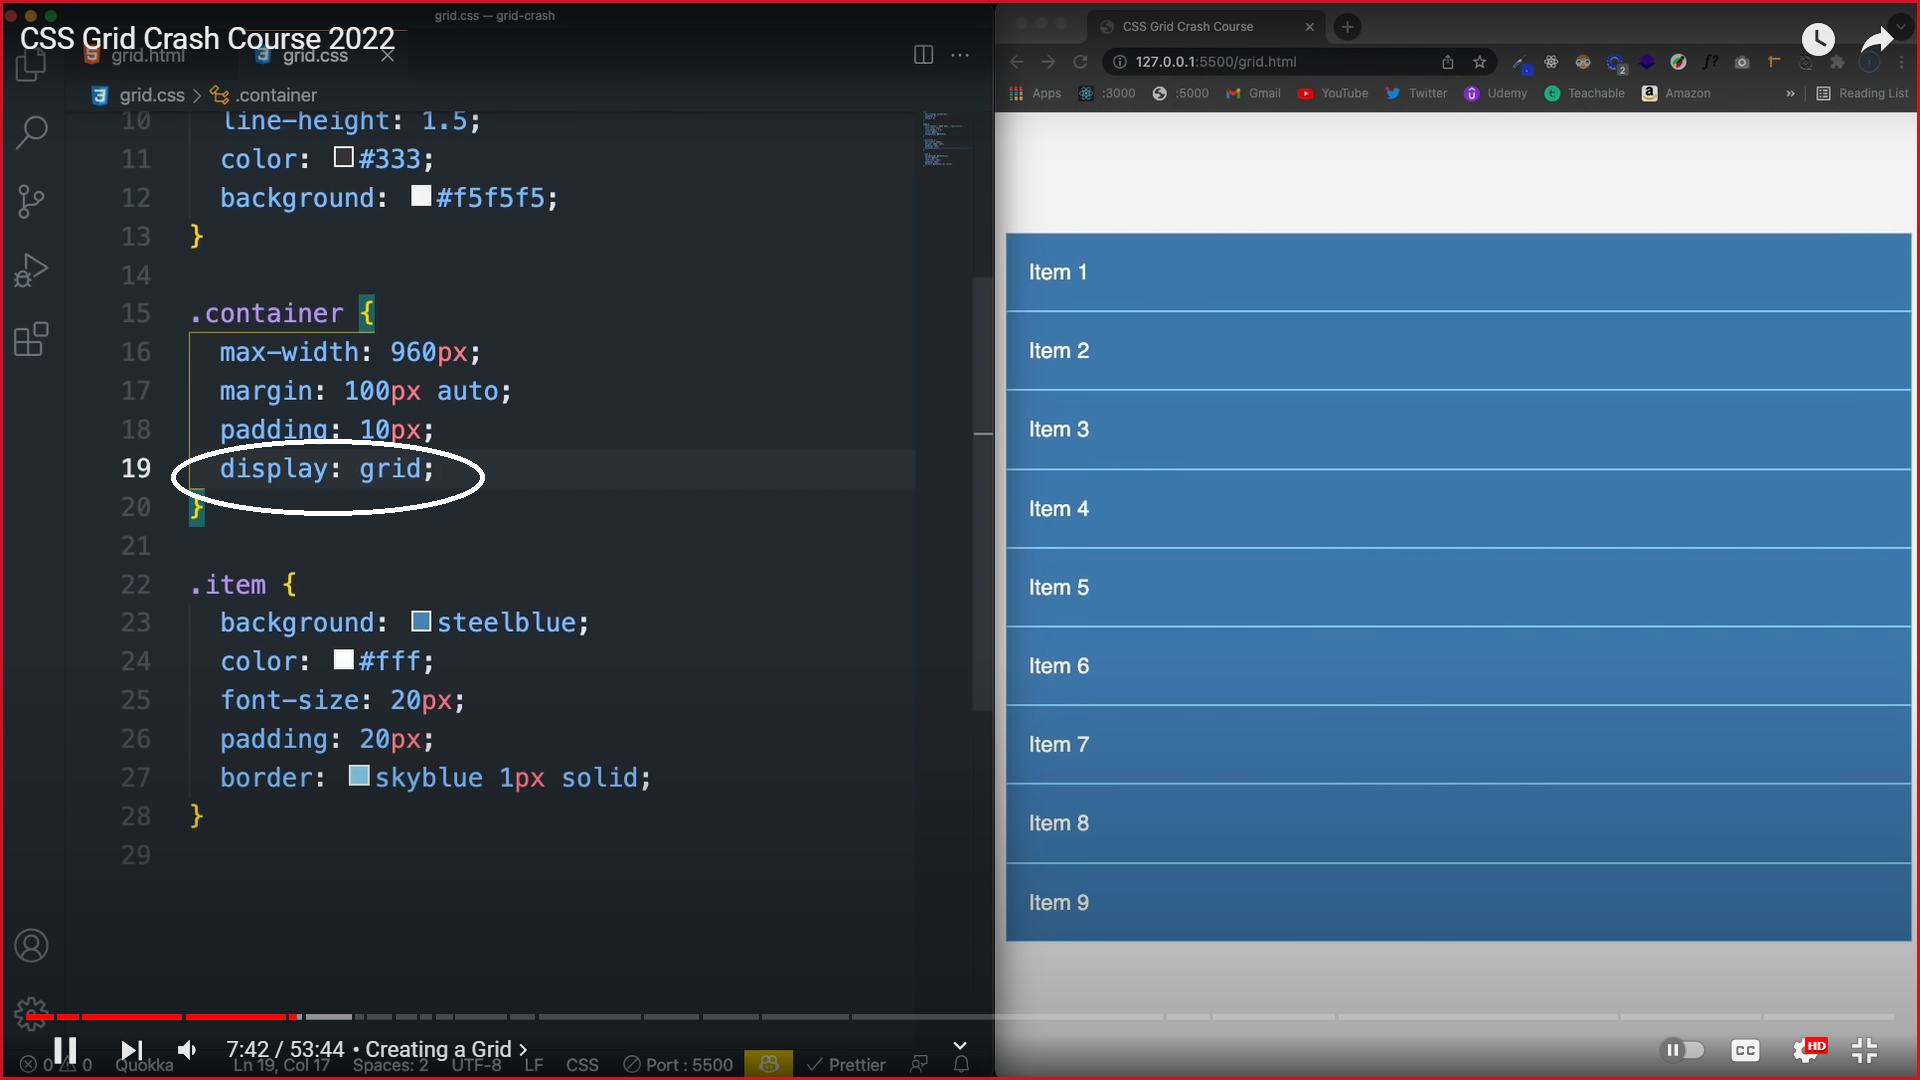 grid.css — grid-crash
CSS Grid Crash Course 2022
grid.html
grid.css
grid.css > .container
10 line-height: 1.5;
11 color: #333;
12 background: #f5f5f5;
13 }
14
15 .container {
16 max-width: 960px;
17 margin: 100px auto;
18 padding: 10px;
19 display: grid;
20 }
21
22 .item {
23 background: steelblue;
24 color: #fff;
25 font-size: 20px;
26 padding: 20px;
27 border: skyblue 1px solid;
28 }
29
7:42 / 53:44 • Creating a Grid >
0 0 Quokka Ln 19, Col 17 Spaces: 2 UTF-8 LF CSS Port : 5500 Prettier
CSS Grid Crash Course
127.0.0.1:5500/grid.html
f? 2
Apps :3000 :5000 Gmail YouTube Twitter Udemy Teachable Amazon » Reading List
Item 1
Item 2
Item 3
Item 4
Item 5
Item 6
Item 7
Item 8
Item 9
CC HD